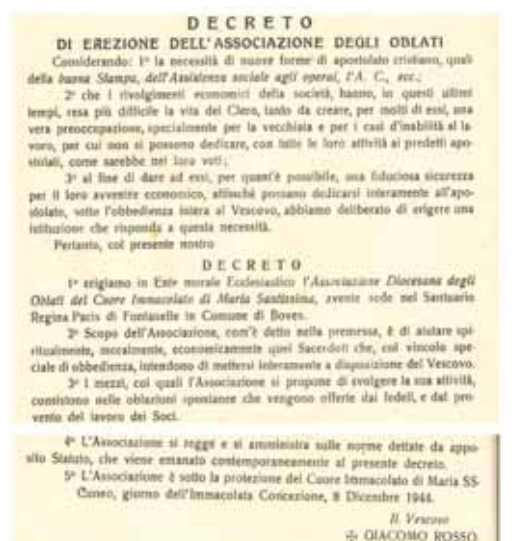 DECRETO
DI EREZIONE DELL'ASSOCIAZIONE DEGLI OBLATI
Considerando: 1º la necessità di nuove forme di apostolato cristiano, quali
della buona Stampa, dell'Assistenza sociale agli operai, l'A. C., ecc.;
2º che i rivolgimenti economici della società, hanno, in questi ultimi
tempi, resa più difficile la vita del Clero, tanto da creare, per molti di essi, una
vera preoccupazione, specialmente per la vecchiaia e per i casi d'inabilità al la-
voro, per cui non si possono dedicare, con tutte le loro attività ai predetti apo-
stolati, come sarebbe nei loro voti;
3º al fine di dare ad essi, per quant'è possibile, una fiduciosa sicurezza
per il loro avvenire economico, affinché possano dedicarsi interamente all'apo-
stolato, sotto l'obbedienza intera al Vescovo, abbiamo deliberato di erigere una
istituzione che risponda a questa necessità.
Pertanto, col presente nostro
DECRETO
1º erigiamo in Ente morale Ecclesiastico l'Associazione Diocesana degli
Oblati del Cuore Immacolato di Maria Santissima, avente sede nel Santuario
Regina Pacis di Fontanelle in Comune di Boves.
2º Scopo dell'Associazione, com'è detto nella premessa, è di aiutare spi-
ritualmente, moralmente, economicamente quei Sacerdoti che, col vincolo spe-
ciale di obbedienza, intendono di mettersi interamente a disposizione del Vescovo.
3º I mezzi, coi quali l'Associazione si propone di svolgere la sua attività,
consistono nelle oblazioni spontanee che vengono offerte dai fedeli, e dal pro-
vento del lavoro dei Soci.
4º L'Associazione si regge e si amministra sulle norme dettate da appo-
sito Statuto, che viene emanato contemporaneamente al presente decreto.
5º L'Associazione è sotto la protezione del Cuore Immacolato di Maria SS.
Cuneo, giorno dell'Immacolata Concezione, 8 Dicembre 1944.
Il Vescovo
✠ GIACOMO ROSSO